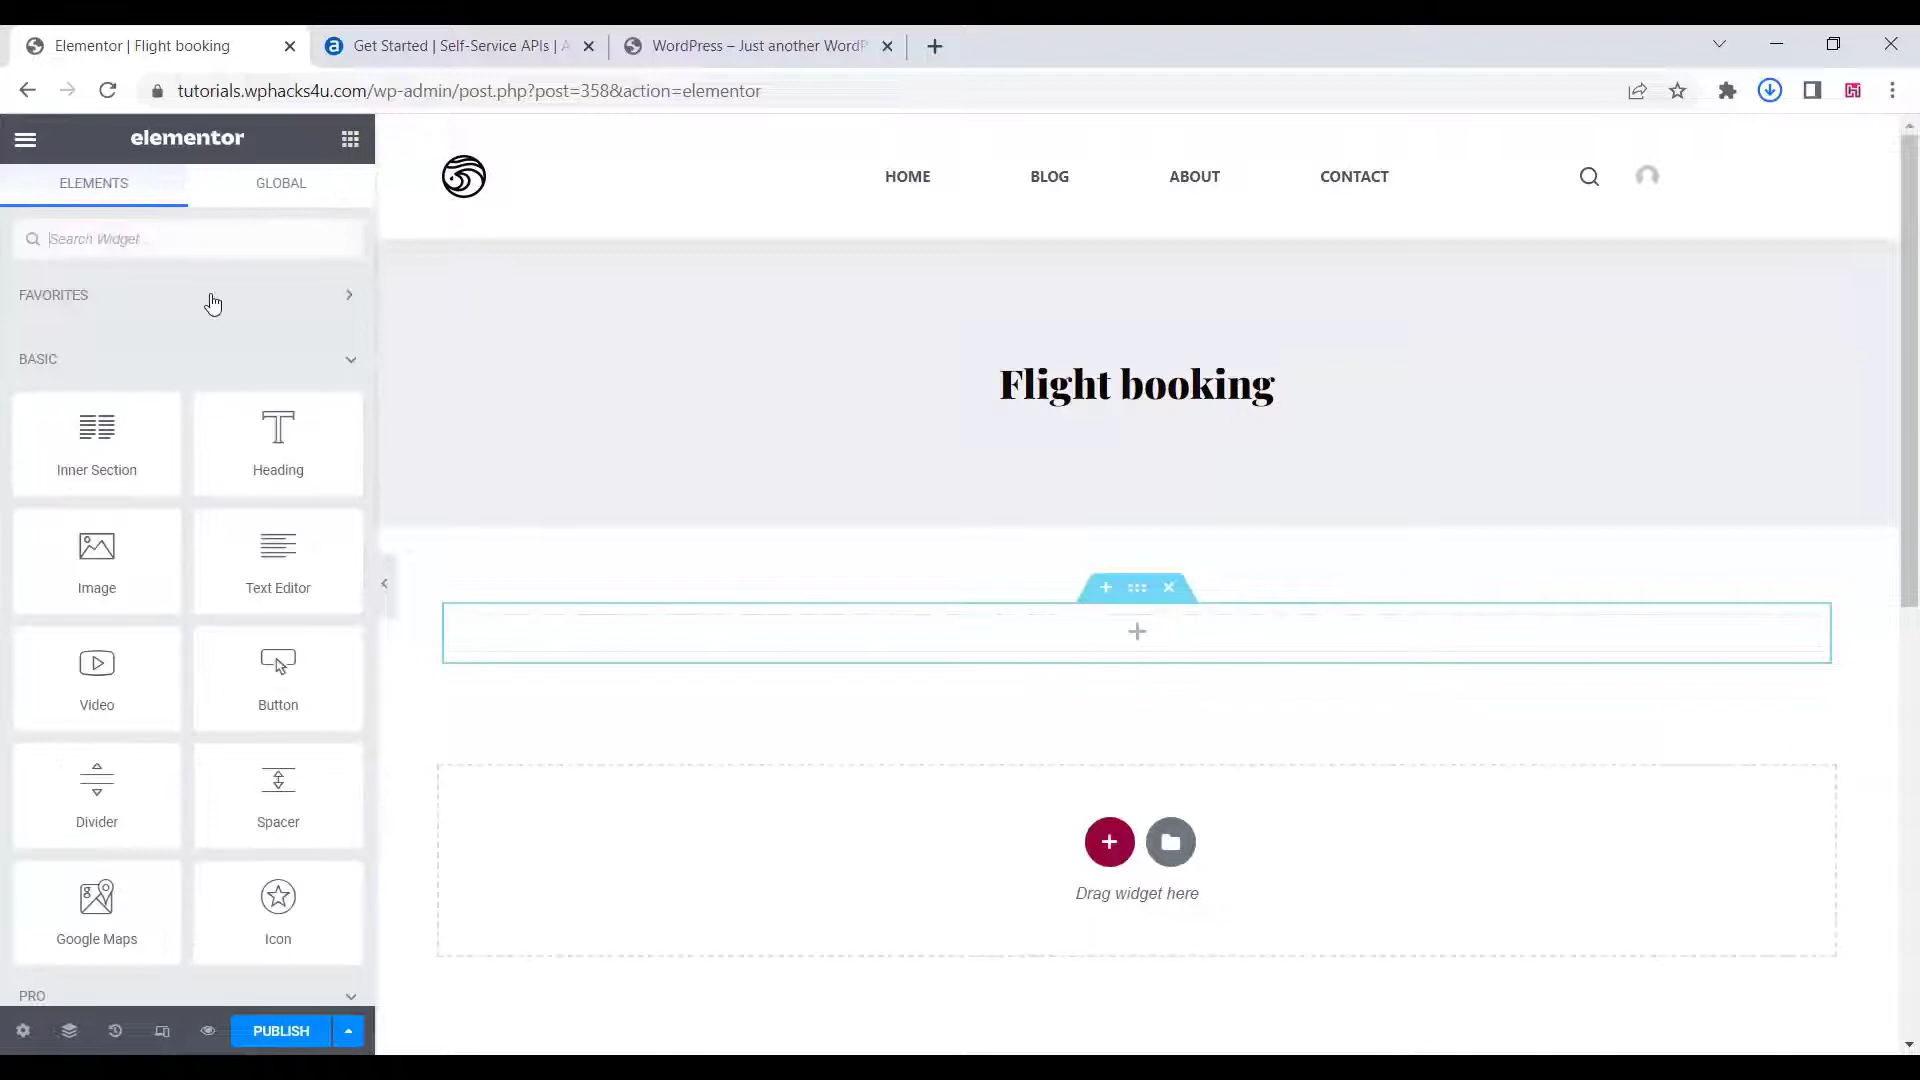 Elementor | Flight booking
Get Started | Self-Service APIs | A
WordPress – Just another WordP
tutorials.wphacks4u.com/wp-admin/post.php?post=358&action=elementor
elementor
ELEMENTS
GLOBAL
Search Widget...
FAVORITES
BASIC
Inner Section
Heading
Image
Text Editor
Video
Button
Divider
Spacer
Google Maps
Icon
PRO
PUBLISH
HOME
BLOG
ABOUT
CONTACT
Flight booking
Drag widget here